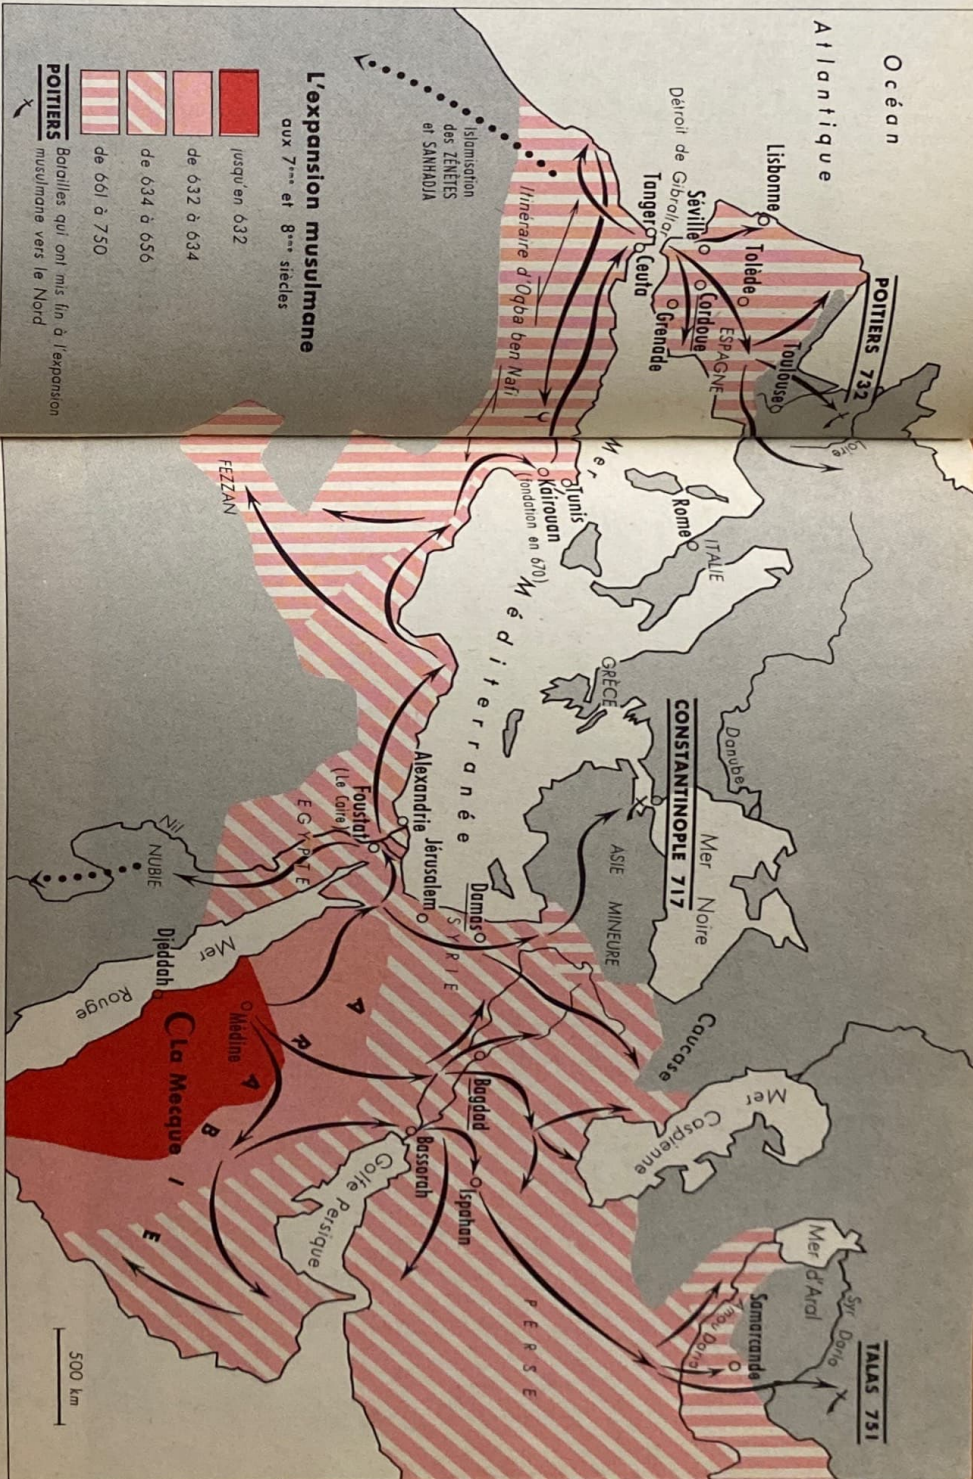 Océan
Atlantique
POITIERS 732
Loire
Toulouse
Lisbonne
Tolède
ESPAGNE
Séville
Cordoue
Grenade
Détroit de Gibraltar
Tanger
Ceuta
Itinéraire d'Oqba ben Nafi
Islamisation
des ZÉNÈTES
et SANHADJA
L'expansion musulmane
aux 7ème et 8ème siècles
jusqu'en 632
de 632 à 634
de 634 à 656
de 661 à 750
POITIERS Batailles qui ont mis fin à l'expansion
musulmane vers le Nord
Mer Méditerranée
Rome
ITALIE
Tunis
Kairouan
(fondation en 670)
FEZZAN
GRÈCE
CONSTANTINOPLE 717
Danube
Mer Noire
ASIE MINEURE
Alexandrie
Foustat
(Le Caire)
EGYPTE
Nil
NUBIE
Jérusalem
Damas
SYRIE
Mer Rouge
Djeddah
Médine
La Mecque
ARABIE
Caucase
Mer Caspienne
Bagdad
Bassorah
Ispahan
Golfe Persique
PERSE
Mer d'Aral
Syr Daria
Amou Daria
Samarcande
TALAS 751
500 km